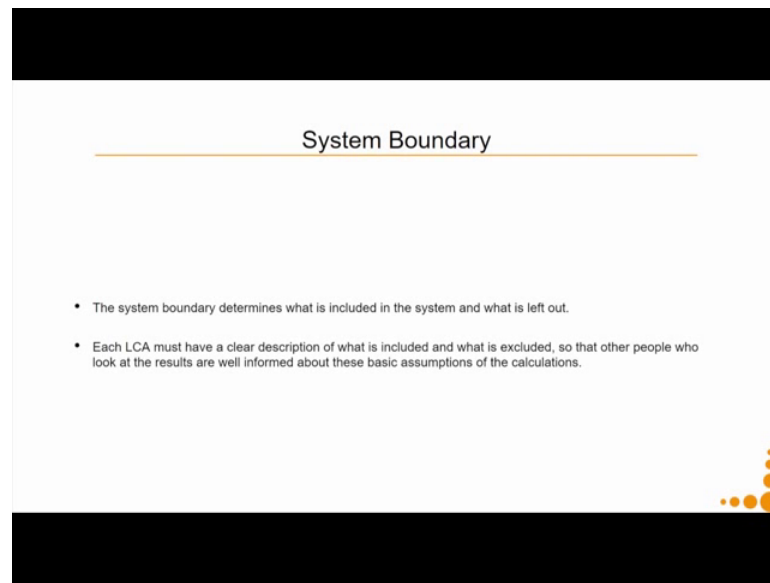 System Boundary
• The system boundary determines what is included in the system and what is left out.
• Each LCA must have a clear description of what is included and what is excluded, so that other people who
look at the results are well informed about these basic assumptions of the calculations.